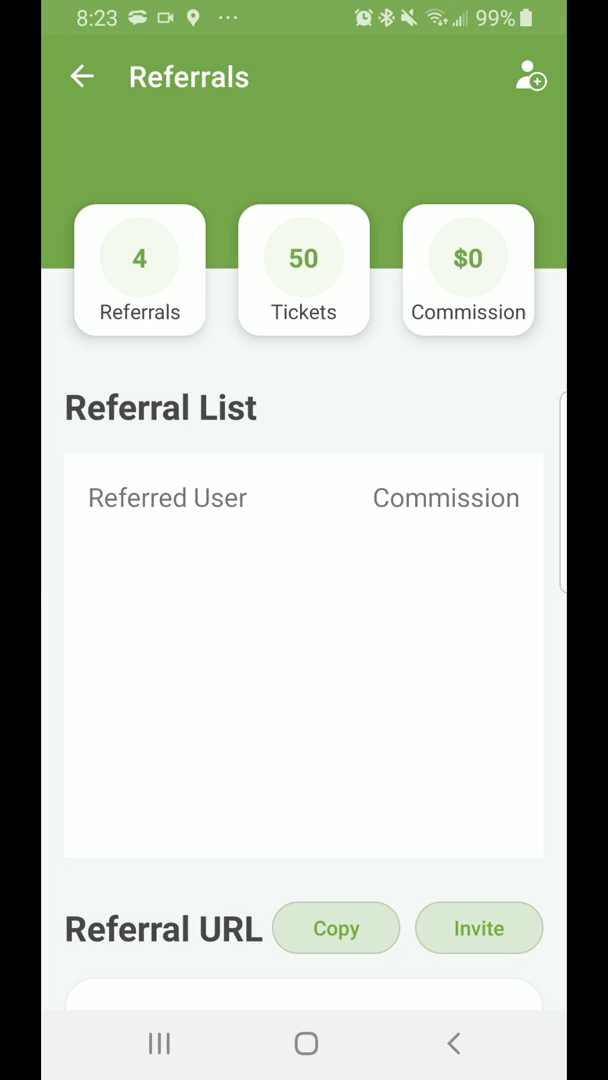 8:23 ... 99%
Referrals
4 50 $0
Referrals Tickets Commission
Referral List
Referred User Commission
Referral URL Copy Invite